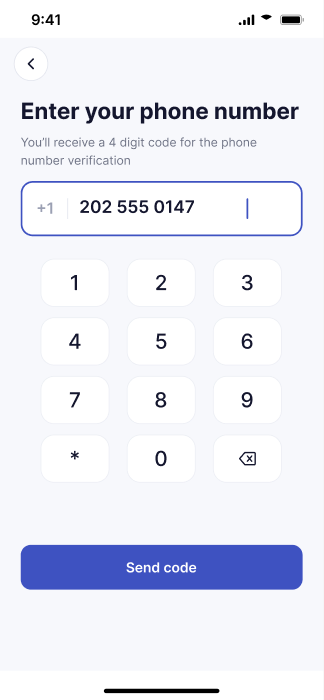 9:41
Enter your phone number
You'll receive a 4 digit code for the phone
number verification
+1 202 555 0147
1 2 3
4 5 6
7 8 9
* 0
Send code